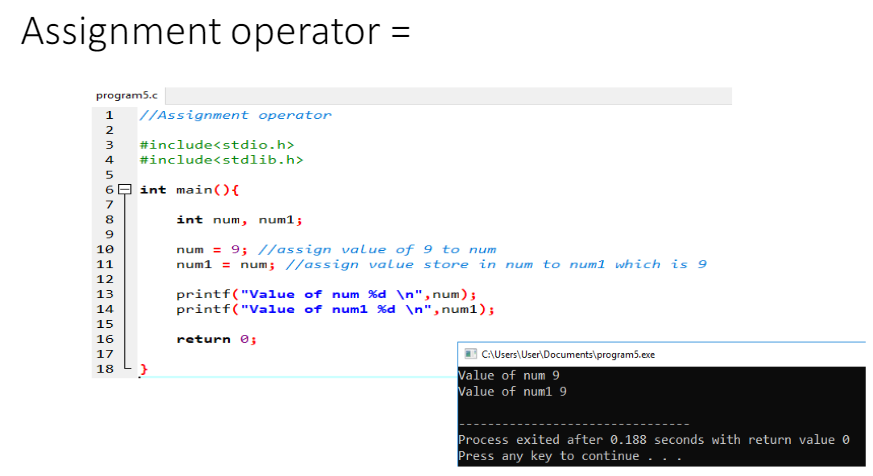 Assignment operator =
program5.c
1 //Assignment operator
2
3 #include<stdio.h>
4 #include<stdlib.h>
5
6 int main(){
7
8 int num, num1;
9
10 num = 9; //assign value of 9 to num
11 num1 = num; //assign value store in num to num1 which is 9
12
13 printf("Value of num %d \n",num);
14 printf("Value of num1 %d \n",num1);
15
16 return 0;
17
18 }
C:\Users\User\Documents\program5.exe
Value of num 9
Value of num1 9
--------------------------------
Process exited after 0.188 seconds with return value 0
Press any key to continue . . .